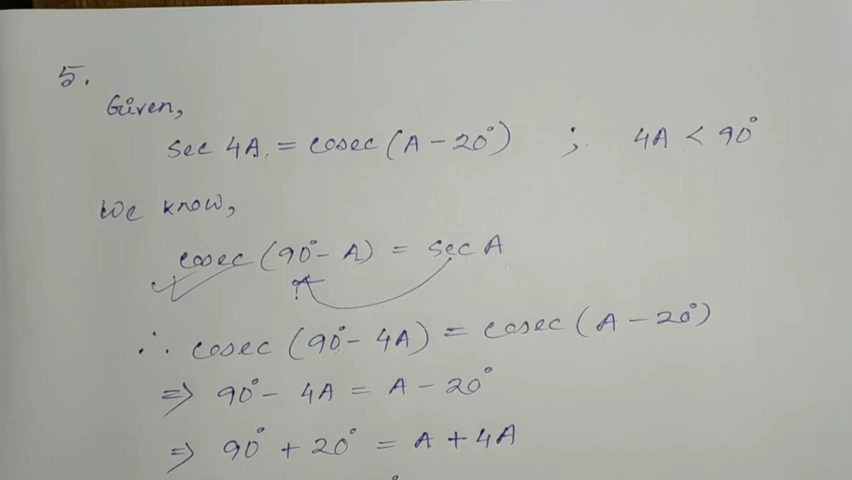 5.
Given,
sec 4A = cosec (A - 20°) ; 4A < 90°
We know,
cosec (90° - A) = sec A
∴ cosec (90° - 4A) = cosec (A - 20°)
⇒ 90° - 4A = A - 20°
⇒ 90° + 20° = A + 4A